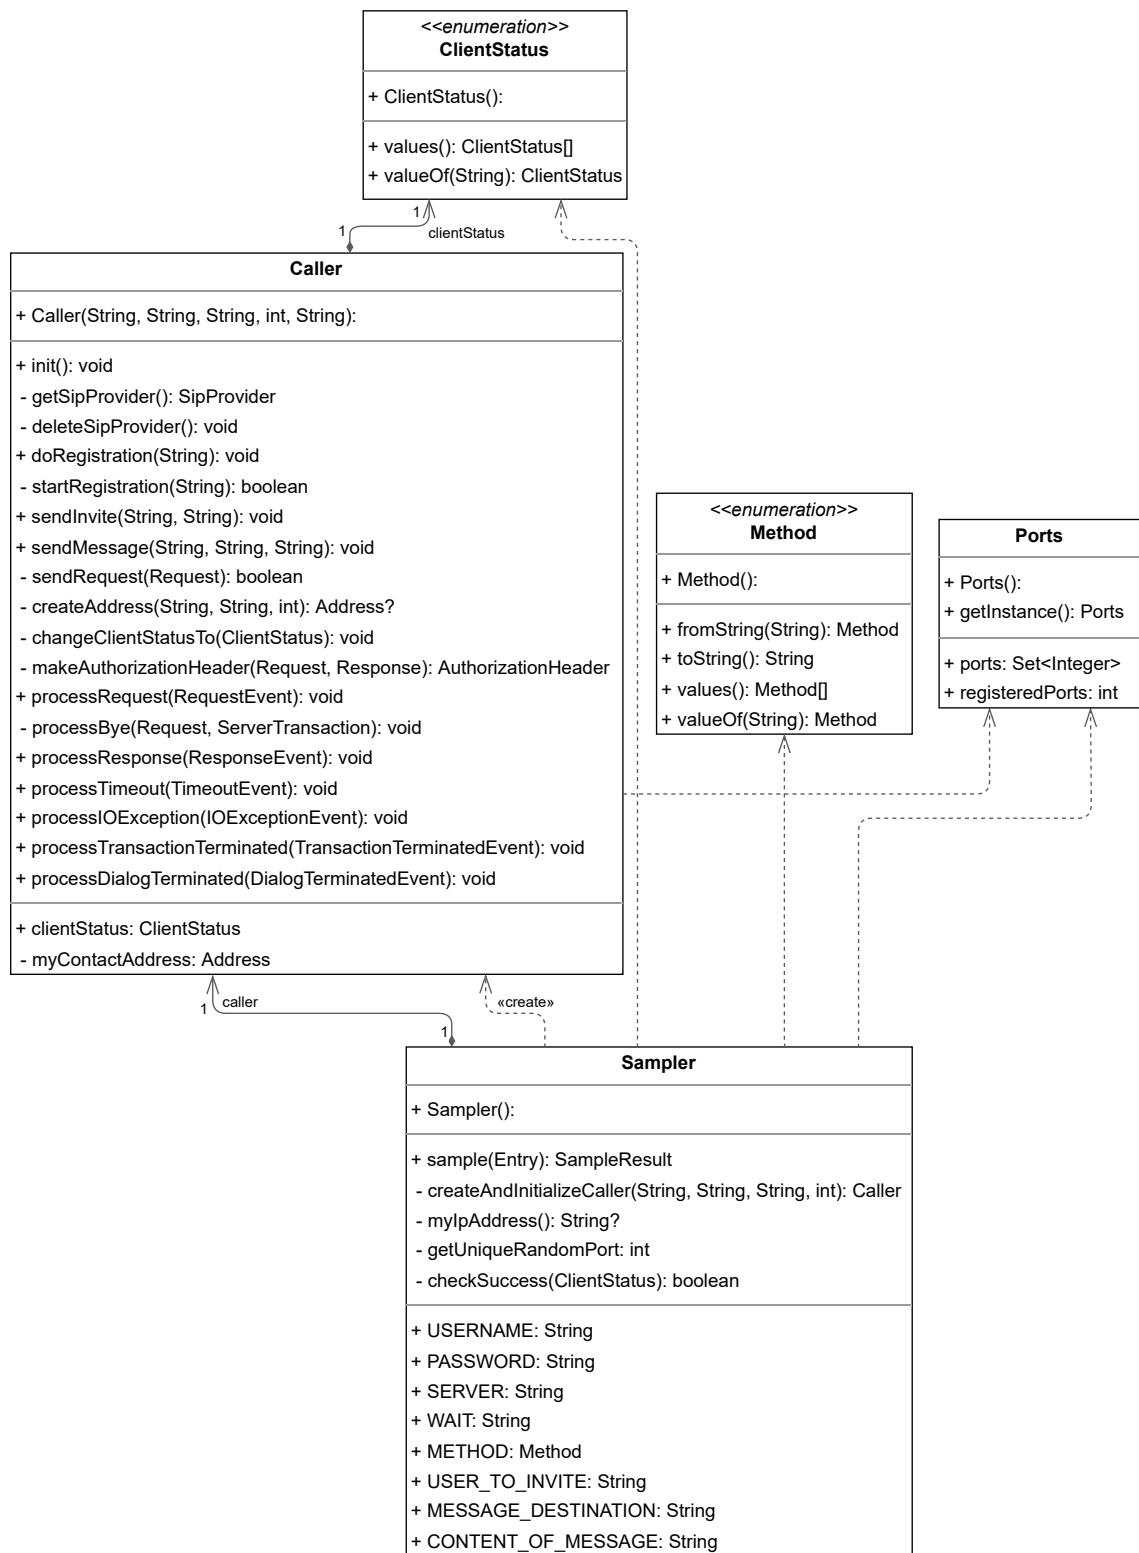 <<enumeration>>
ClientStatus
+ ClientStatus():
+ values(): ClientStatus[]
+ valueOf(String): ClientStatus
1
1
clientStatus
Caller
+ Caller(String, String, String, int, String):
+ init(): void
- getSipProvider(): SipProvider
- deleteSipProvider(): void
+ doRegistration(String): void
- startRegistration(String): boolean
+ sendInvite(String, String): void
+ sendMessage(String, String, String): void
- sendRequest(Request): boolean
- createAddress(String, String, int): Address?
- changeClientStatusTo(ClientStatus): void
- makeAuthorizationHeader(Request, Response): AuthorizationHeader
+ processRequest(RequestEvent): void
- processBye(Request, ServerTransaction): void
+ processResponse(ResponseEvent): void
+ processTimeout(TimeoutEvent): void
+ processIOException(IOExceptionEvent): void
+ processTransactionTerminated(TransactionTerminatedEvent): void
+ processDialogTerminated(DialogTerminatedEvent): void
+ clientStatus: ClientStatus
- myContactAddress: Address
<<enumeration>>
Method
+ Method():
+ fromString(String): Method
+ toString(): String
+ values(): Method[]
+ valueOf(String): Method
Ports
+ Ports():
+ getInstance(): Ports
+ ports: Set<Integer>
+ registeredPorts: int
1
caller
«create»
1
Sampler
+ Sampler():
+ sample(Entry): SampleResult
- createAndInitializeCaller(String, String, String, int): Caller
- myIpAddress(): String?
- getUniqueRandomPort: int
- checkSuccess(ClientStatus): boolean
+ USERNAME: String
+ PASSWORD: String
+ SERVER: String
+ WAIT: String
+ METHOD: Method
+ USER_TO_INVITE: String
+ MESSAGE_DESTINATION: String
+ CONTENT_OF_MESSAGE: String